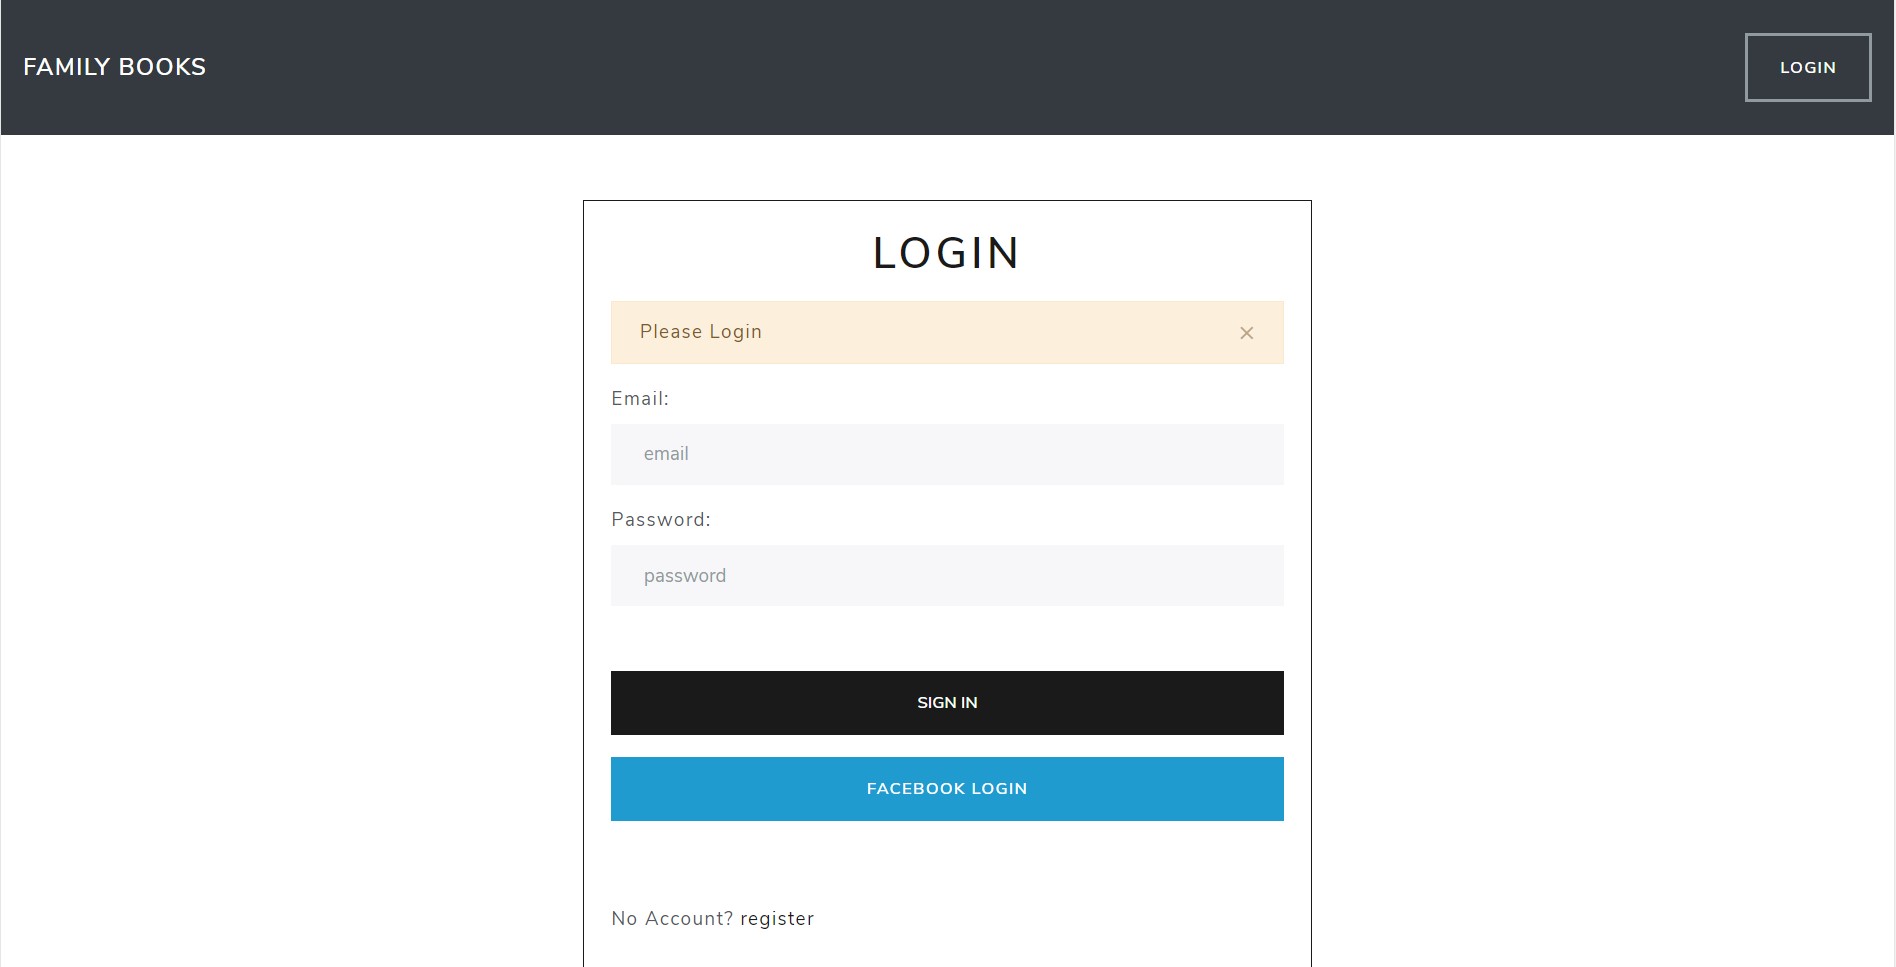 FAMILY BOOKS
LOGIN
LOGIN
Please Login ×
Email:
email
Password:
password
SIGN IN
FACEBOOK LOGIN
No Account? register